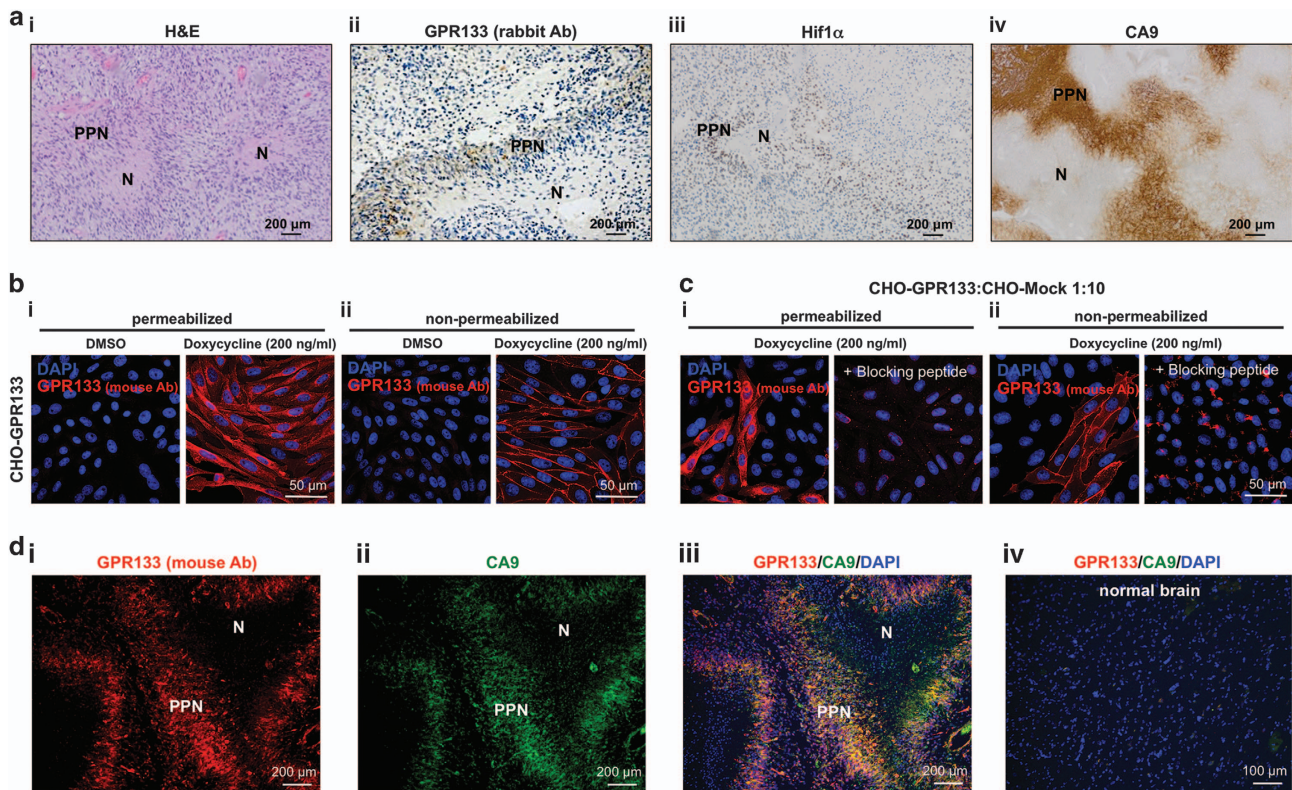 a
i
H&E
PPN
N
N
200 µm
ii
GPR133 (rabbit Ab)
PPN
N
200 µm
iii
Hif1α
PPN
N
200 µm
iv
CA9
PPN
N
200 µm
b
CHO-GPR133
i
permeabilized
DMSO
DAPI
GPR133 (mouse Ab)
Doxycycline (200 ng/ml)
50 µm
ii
non-permeabilized
DMSO
DAPI
GPR133 (mouse Ab)
Doxycycline (200 ng/ml)
50 µm
c
CHO-GPR133:CHO-Mock 1:10
i
permeabilized
Doxycycline (200 ng/ml)
DAPI
GPR133 (mouse Ab)
+ Blocking peptide
ii
non-permeabilized
Doxycycline (200 ng/ml)
DAPI
GPR133 (mouse Ab)
+ Blocking peptide
50 µm
d
i
GPR133 (mouse Ab)
N
PPN
200 µm
ii
CA9
N
PPN
200 µm
iii
GPR133/CA9/DAPI
N
PPN
200 µm
iv
GPR133/CA9/DAPI
normal brain
100 µm